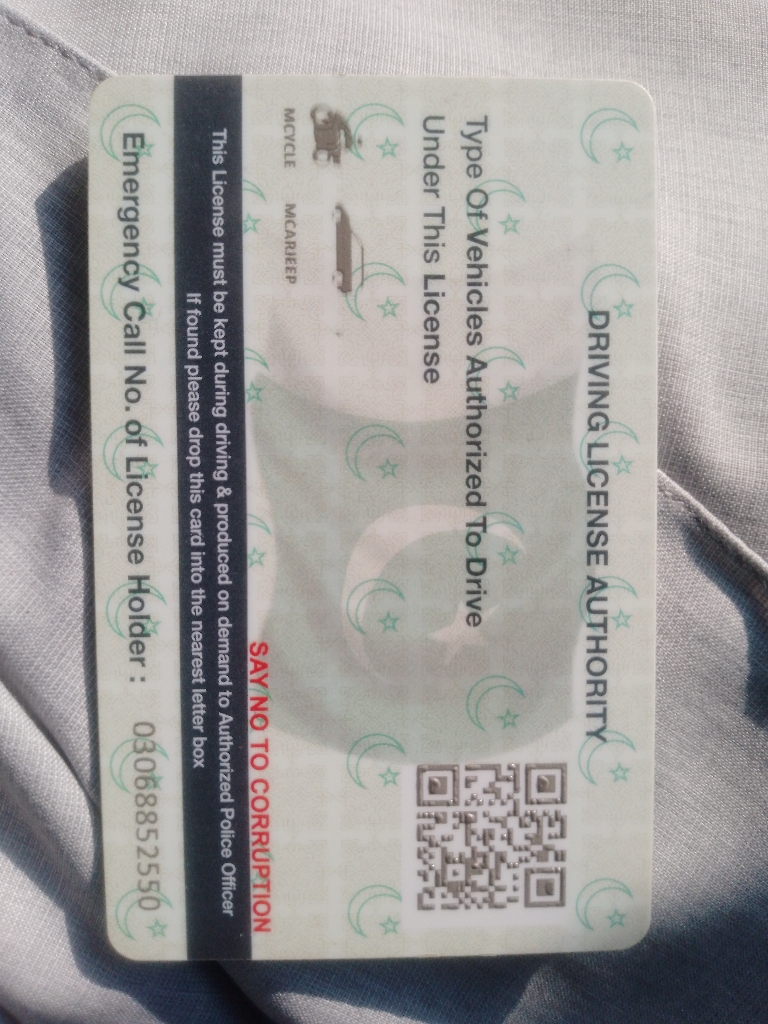 DRIVING LICENSE AUTHORITY
Type Of Vehicles Authorized To Drive
Under This License
MCYCLE
MCARJEEP
SAY NO TO CORRUPTION
This License must be kept during driving & produced on demand to Authorized Police Officer
If found please drop this card into the nearest letter box
Emergency Call No. of License Holder : 03068852550